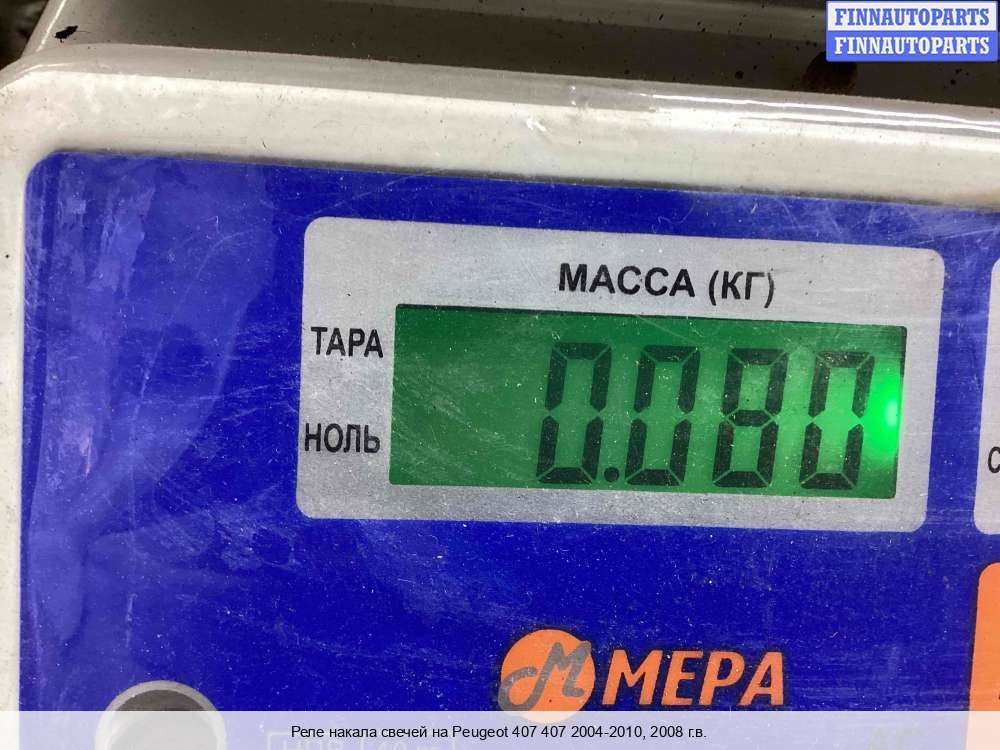 FINNAUTOPARTS
FINNAUTOPARTS
МАССА (КГ)
ТАРА
0.080
НОЛЬ
МЕРА
Реле накала свечей на Peugeot 407 407 2004-2010, 2008 г.в.